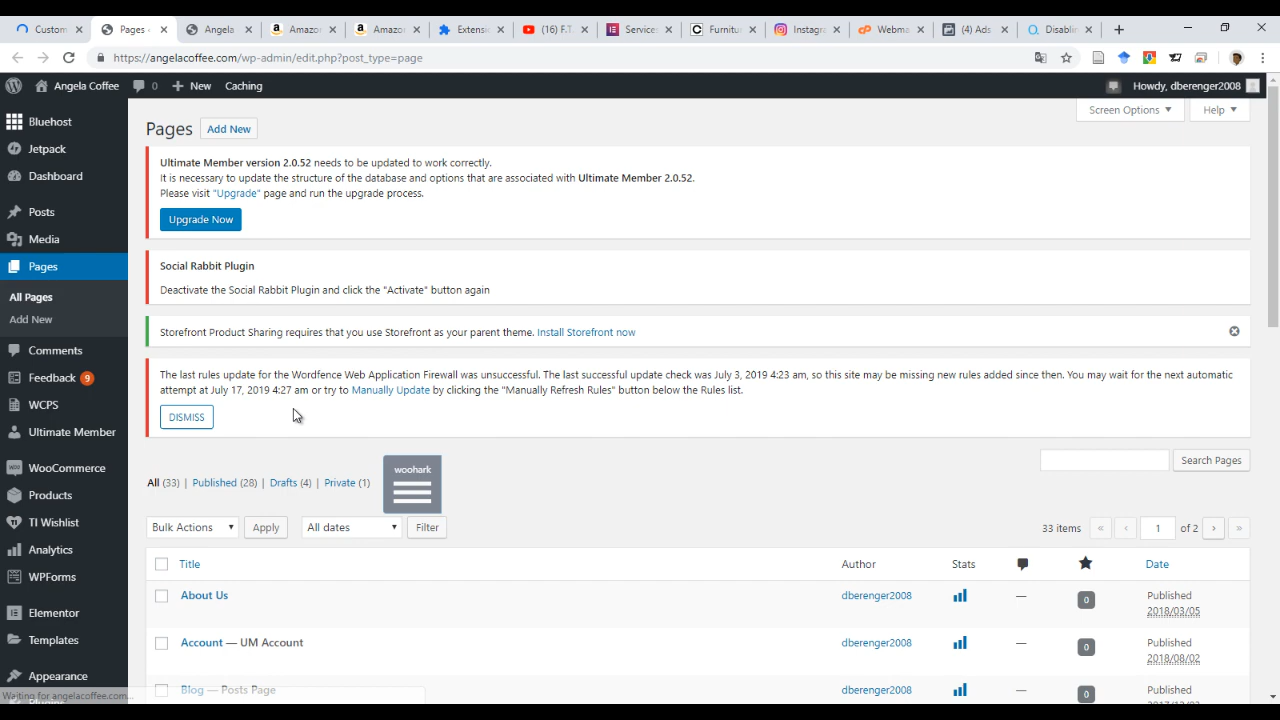 Custom
Pages
Angela
Amazo
Amazo
Extensi
(16) F.T
Services
Furnitu
Instagra
Webma
(4) Ads
Disablin
https://angelacoffee.com/wp-admin/edit.php?post_type=page
Angela Coffee
0
New
Caching
Howdy, dberenger2008
Bluehost
Jetpack
Dashboard
Posts
Media
Pages
All Pages
Add New
Comments
Feedback 9
WCPS
Ultimate Member
WooCommerce
Products
TI Wishlist
Analytics
WPForms
Elementor
Templates
Appearance
Plugins
Waiting for angelacoffee.com...
Screen Options
Help
Pages
Add New
Ultimate Member version 2.0.52 needs to be updated to work correctly.
It is necessary to update the structure of the database and options that are associated with Ultimate Member 2.0.52.
Please visit "Upgrade" page and run the upgrade process.
Upgrade Now
Social Rabbit Plugin
Deactivate the Social Rabbit Plugin and click the "Activate" button again
Storefront Product Sharing requires that you use Storefront as your parent theme. Install Storefront now
The last rules update for the Wordfence Web Application Firewall was unsuccessful. The last successful update check was July 3, 2019 4:23 am, so this site may be missing new rules added since then. You may wait for the next automatic
attempt at July 17, 2019 4:27 am or try to Manually Update by clicking the "Manually Refresh Rules" button below the Rules list.
DISMISS
woohark
Search Pages
All (33) | Published (28) | Drafts (4) | Private (1)
Bulk Actions
Apply
All dates
Filter
33 items
«
‹
1
of 2
›
»
Title
Author
Stats
Date
About Us
dberenger2008
—
0
Published
2018/03/05
Account — UM Account
dberenger2008
—
0
Published
2018/08/02
Blog — Posts Page
dberenger2008
—
0
Published